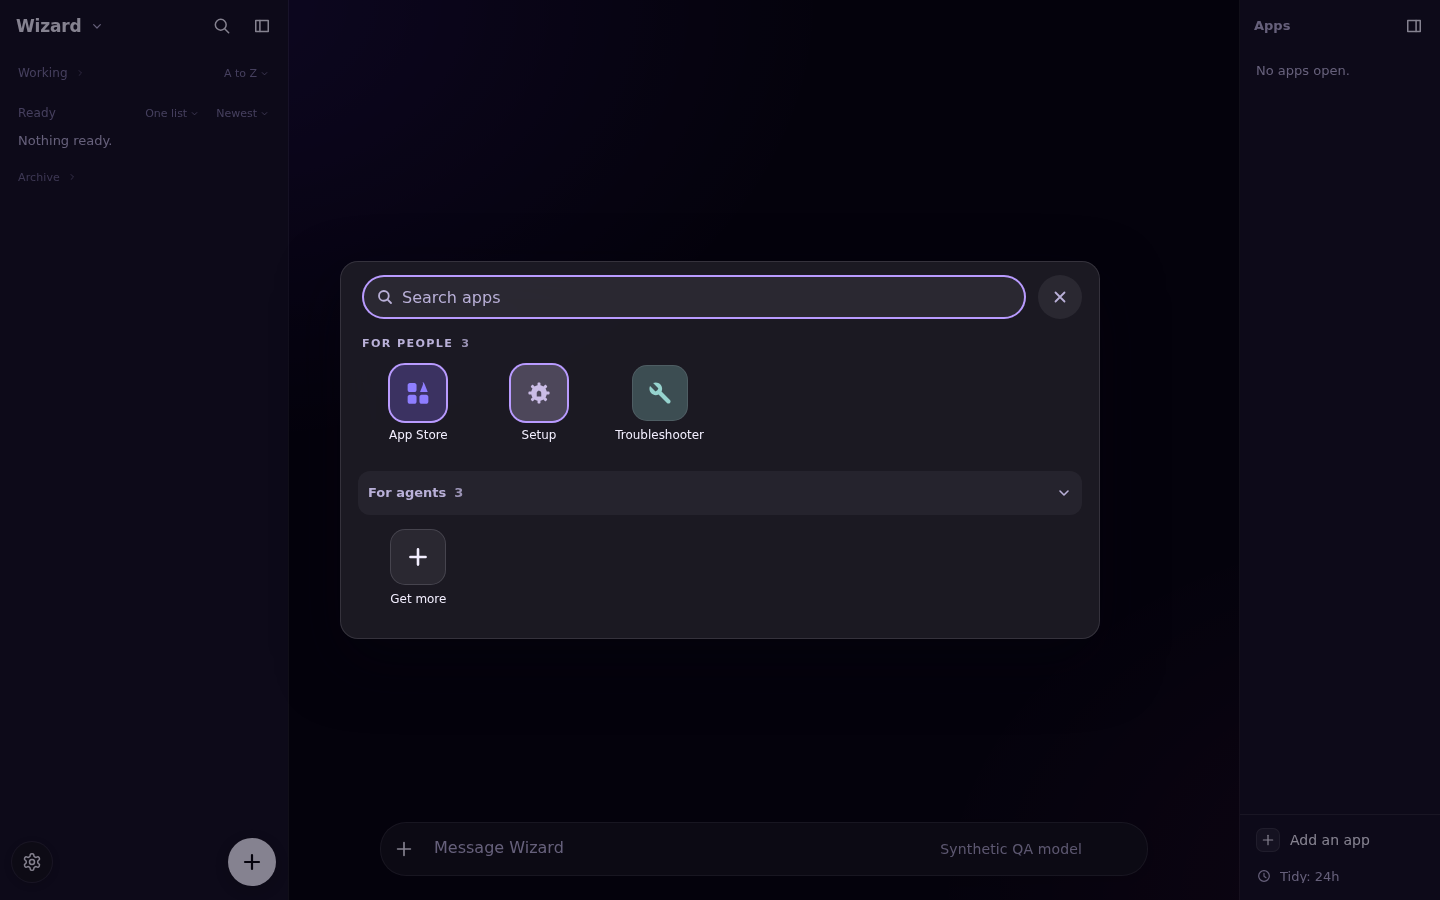 Wizard
Working
A to Z
Ready
One list
Newest
Nothing ready.
Archive
Search apps
FOR PEOPLE 3
App Store
Setup
Troubleshooter
For agents 3
Get more
Message Wizard
Synthetic QA model
Apps
No apps open.
Add an app
Tidy: 24h